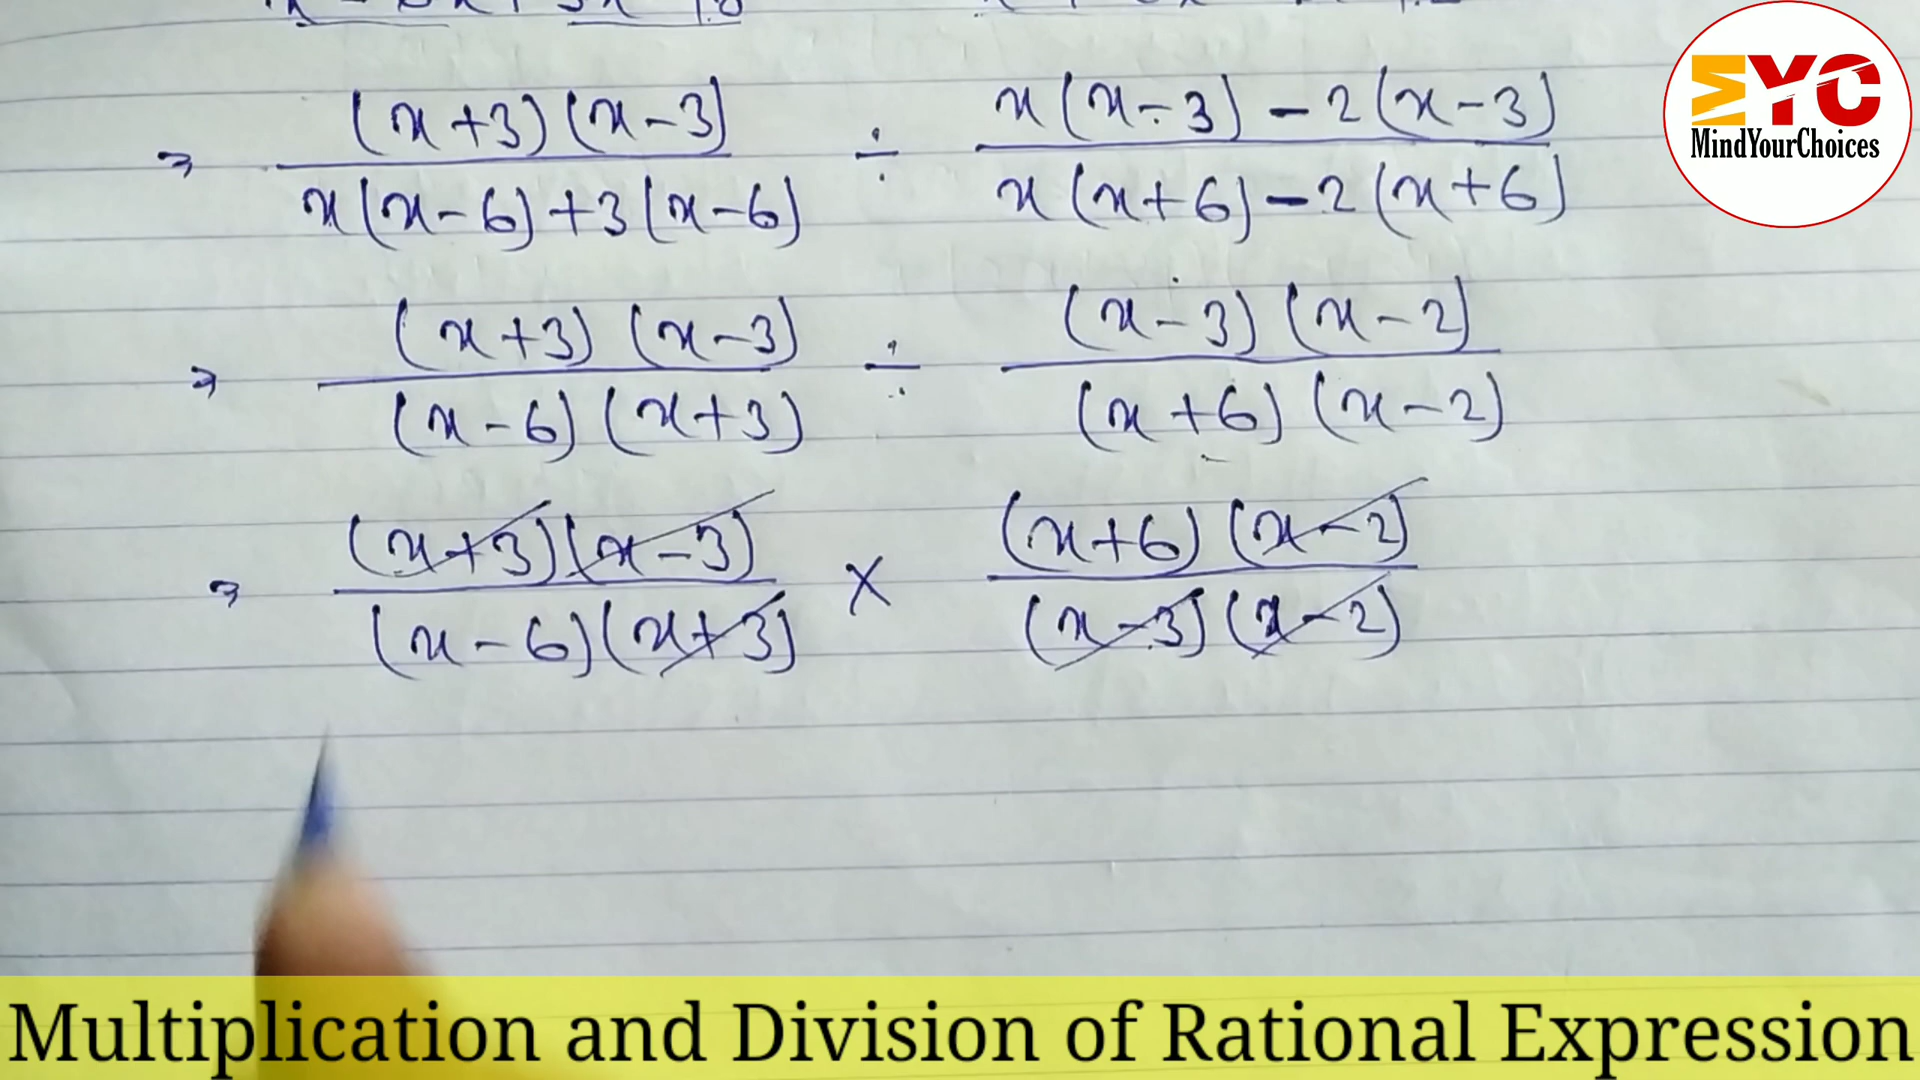 ⇒ (x+3)(x-3) / x(x-6)+3(x-6) ÷ x(x-3)-2(x-3) / x(x+6)-2(x+6)
⇒ (x+3)(x-3) / (x-6)(x+3) ÷ (x-3)(x-2) / (x+6)(x-2)
⇒ (x+3)(x-3) / (x-6)(x+3) × (x+6)(x-2) / (x-3)(x-2)
MYC
MindYourChoices
Multiplication and Division of Rational Expression